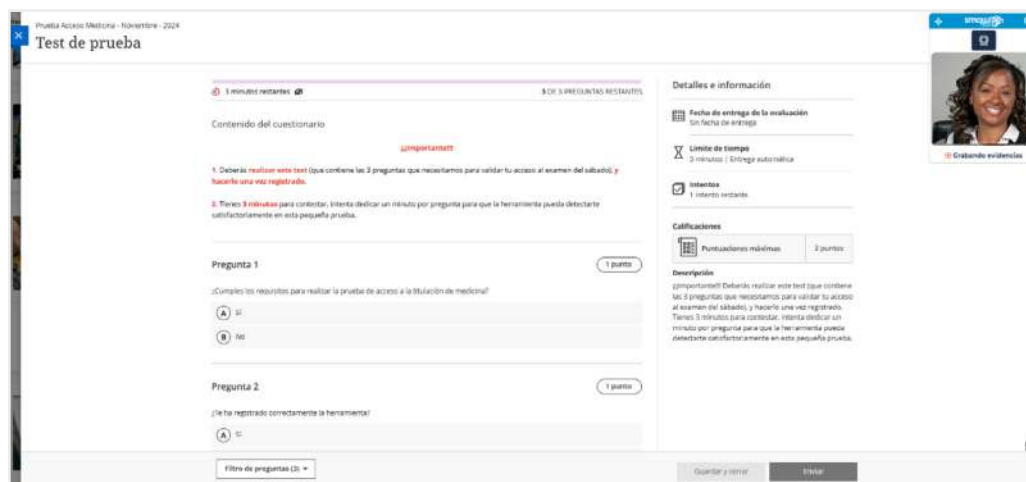 Prueba Acceso Medicina - Noviembre - 2024
Test de prueba
3 minutos restantes
3 DE 3 PREGUNTAS RESTANTES
Contenido del cuestionario
¡¡Importante!!
1. Deberás realizar este test (que contiene las 3 preguntas que necesitamos para validar tu acceso al examen del sábado), y
hacerlo una vez registrado.
2. Tienes 3 minutos para contestar. Intenta dedicar un minuto por pregunta para que la herramienta pueda detectarte
satisfactoriamente en esta pequeña prueba.
Pregunta 1
1 punto
¿Cumples los requisitos para realizar la prueba de acceso a la titulación de medicina?
A Sí
B No
Pregunta 2
1 punto
¿Te ha registrado correctamente la herramienta?
A Sí
Filtro de preguntas (3)
Detalles e información
Fecha de entrega de la evaluación
Sin fecha de entrega
Límite de tiempo
3 minutos | Entrega automática
Intentos
1 intento restante
Calificaciones
Puntuaciones máximas
3 puntos
Descripción
¡¡Importante!! Deberás realizar este test (que contiene
las 3 preguntas que necesitamos para validar tu acceso
al examen del sábado), y hacerlo una vez registrado.
Tienes 3 minutos para contestar. Intenta dedicar un
minuto por pregunta para que la herramienta pueda
detectarte satisfactoriamente en esta pequeña prueba.
Guardar y cerrar
Enviar
Grabando evidencias